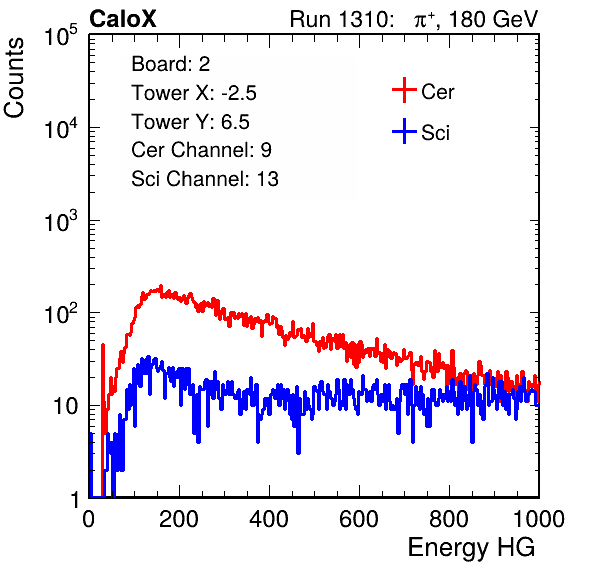 CaloX Run 1310: π⁺, 180 GeV
Board: 2
Tower X: -2.5
Tower Y: 6.5
Cer Channel: 9
Sci Channel: 13
Cer
Sci
Counts
10⁵
10⁴
10³
10²
10
1
0 200 400 600 800 1000
Energy HG